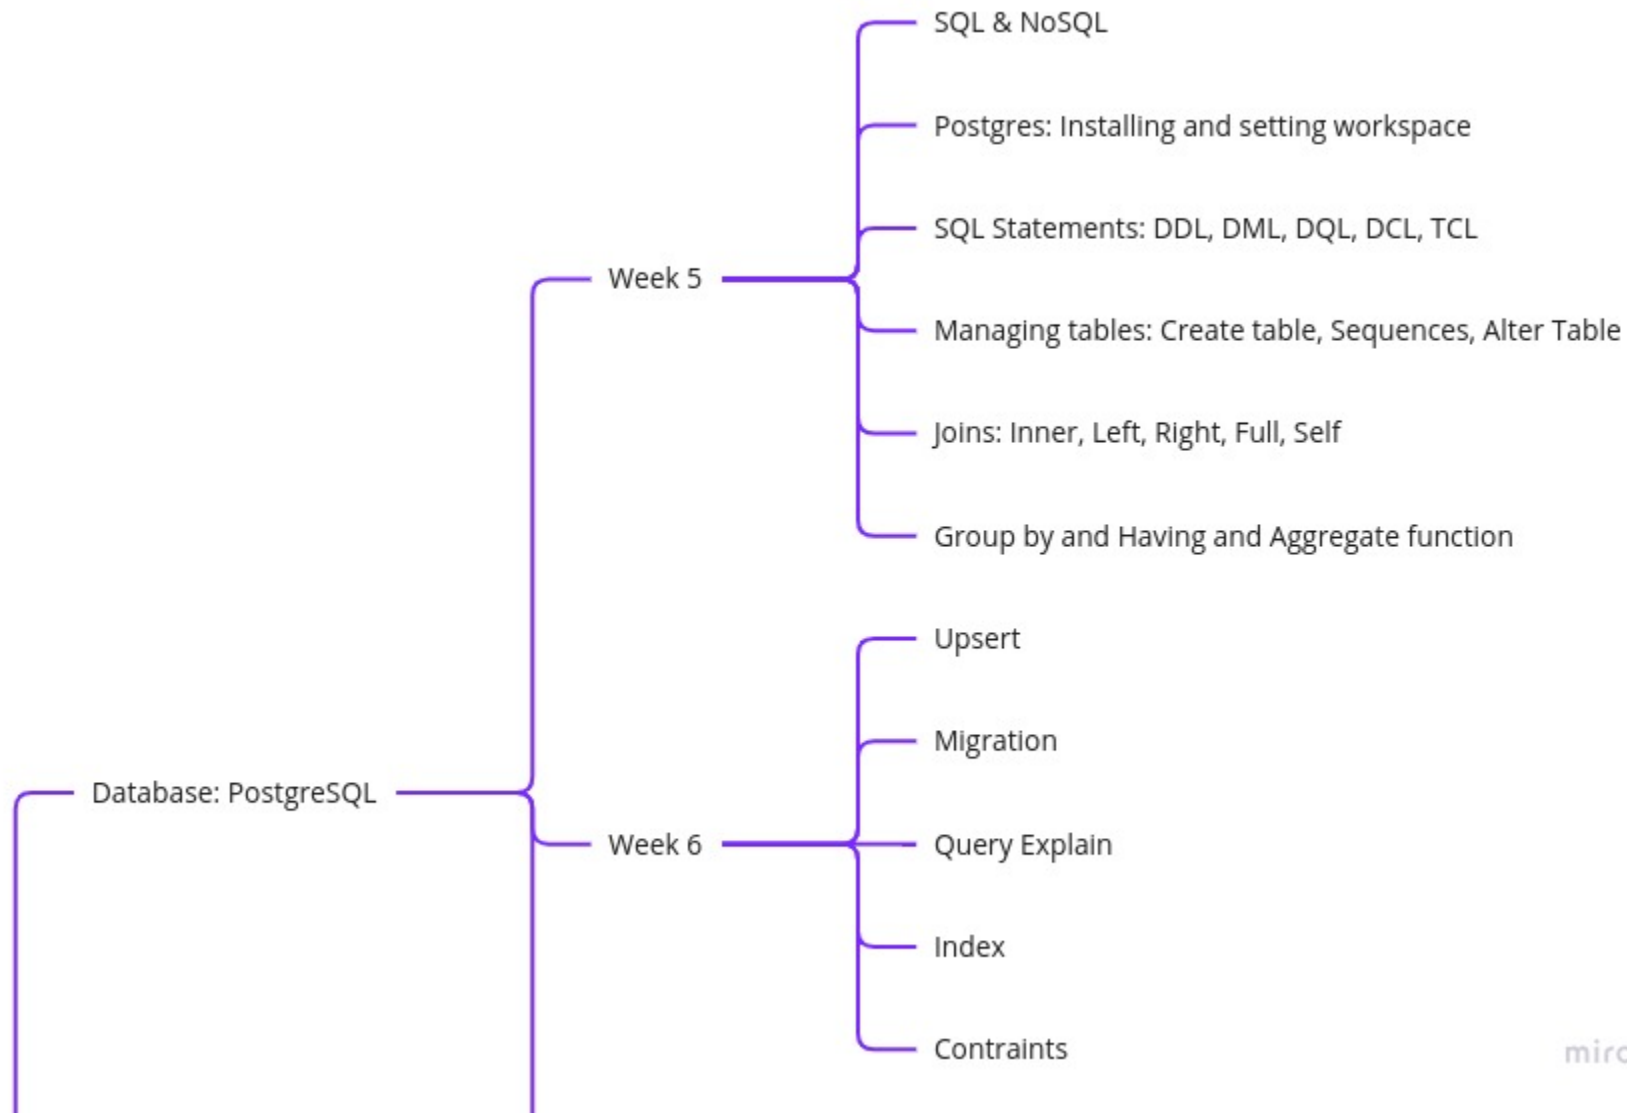 SQL & NoSQL
Postgres: Installing and setting workspace
SQL Statements: DDL, DML, DQL, DCL, TCL
Week 5
Managing tables: Create table, Sequences, Alter Table
Joins: Inner, Left, Right, Full, Self
Group by and Having and Aggregate function
Upsert
Migration
Database: PostgreSQL
Week 6
Query Explain
Index
Contraints